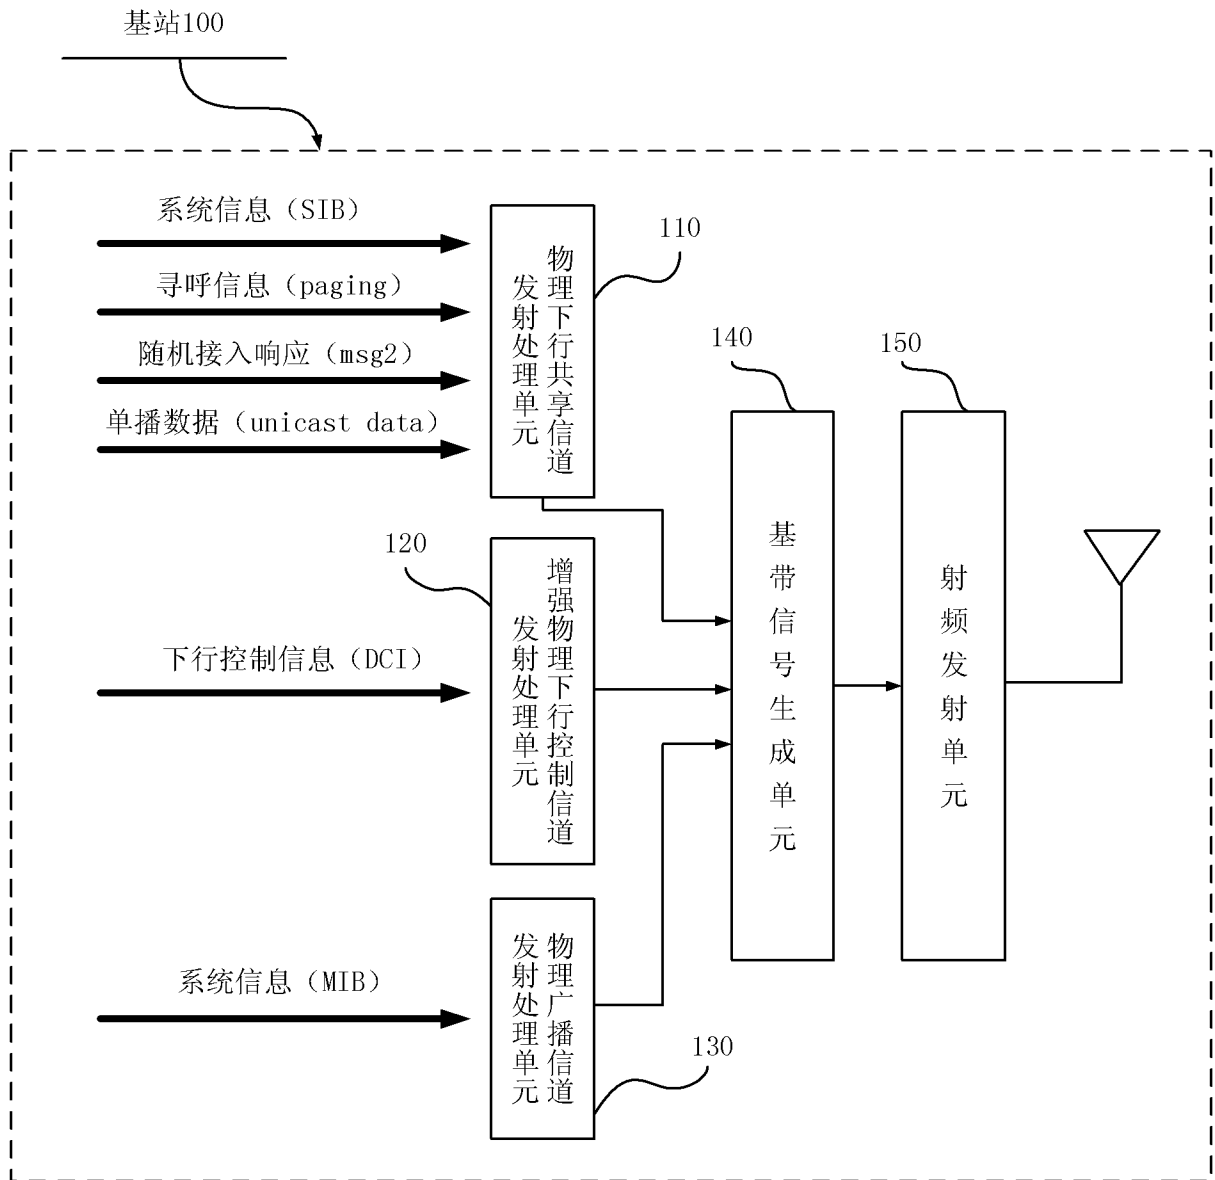 基站100
系统信息（SIB）
寻呼信息（paging）
随机接入响应（msg2）
单播数据（unicast data）
物理下行共享信道
发射处理单元
110
120
下行控制信息（DCI）
增强物理下行控制信道
发射处理单元
系统信息（MIB）
物理广播信道
发射处理单元
130
140
基带信号生成单元
150
射频发射单元